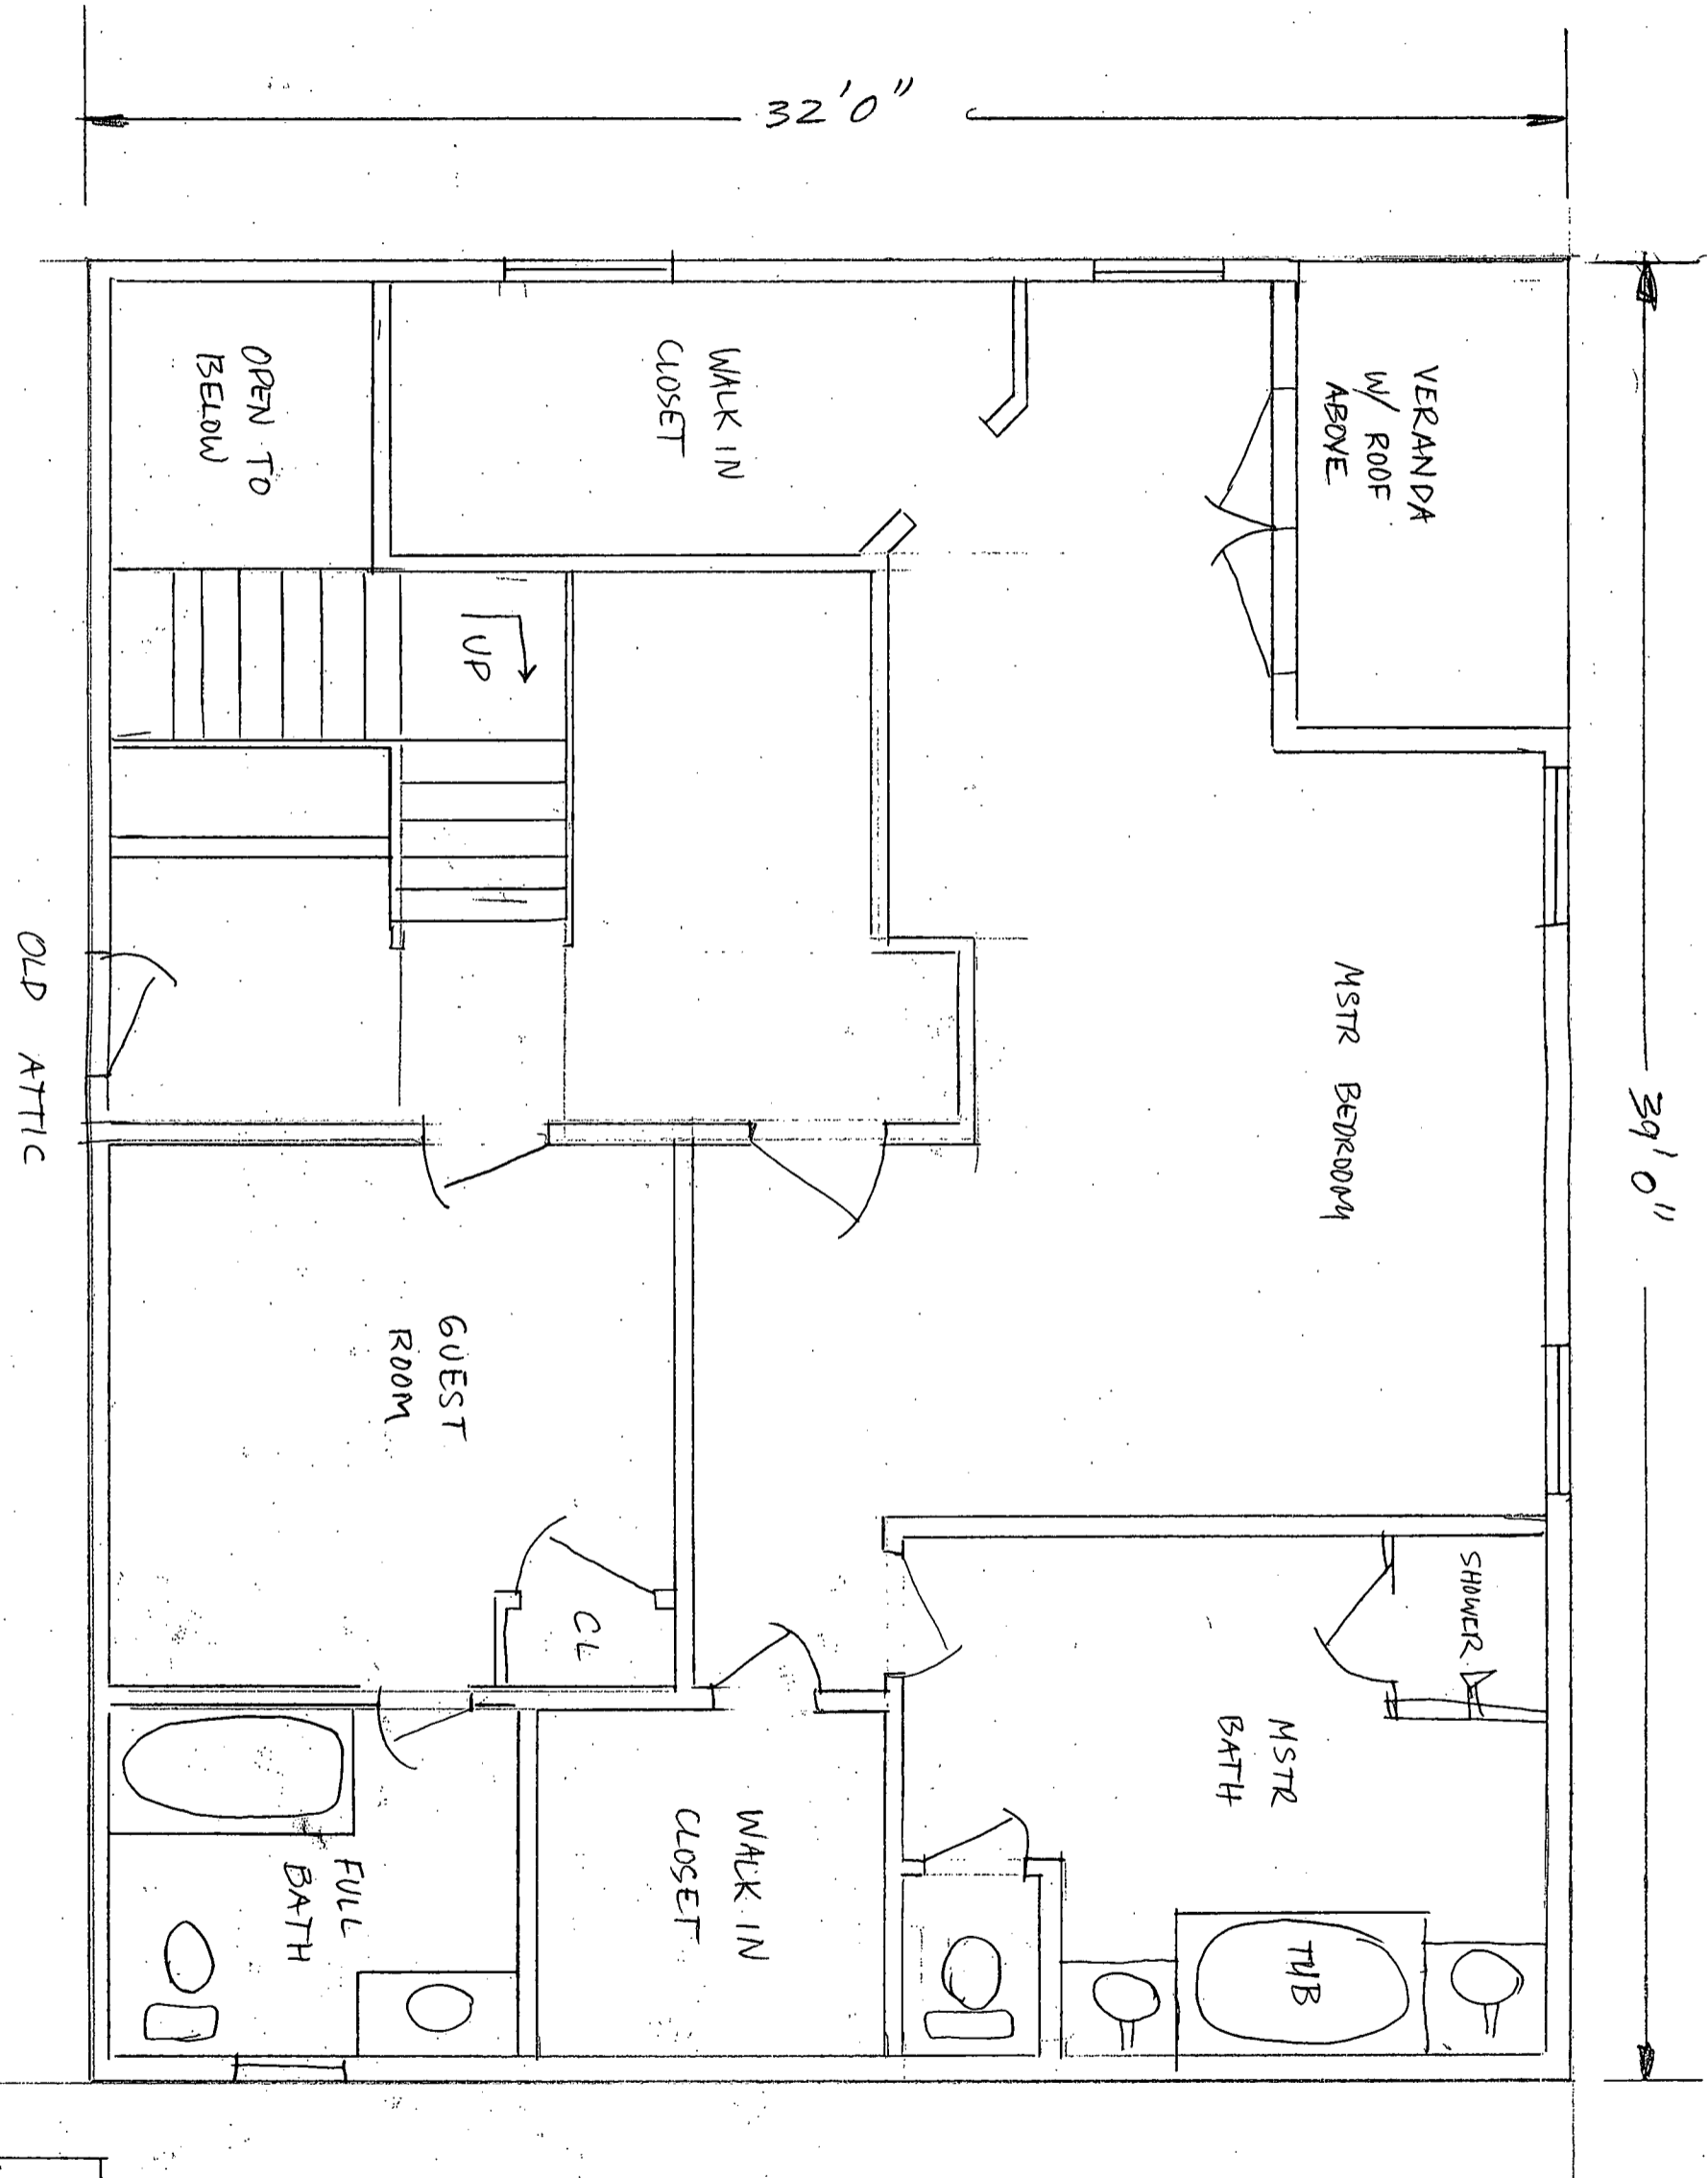 39'0"
32'0"
VERANDA
W/ ROOF
ABOVE
MSTR BEDROOM
SHOWER
MSTR
BATH
TUB
WALK IN
CLOSET
UP
OPEN TO
BELOW
CL
WALK IN
CLOSET
GUEST
ROOM
FULL
BATH
OLD ATTIC